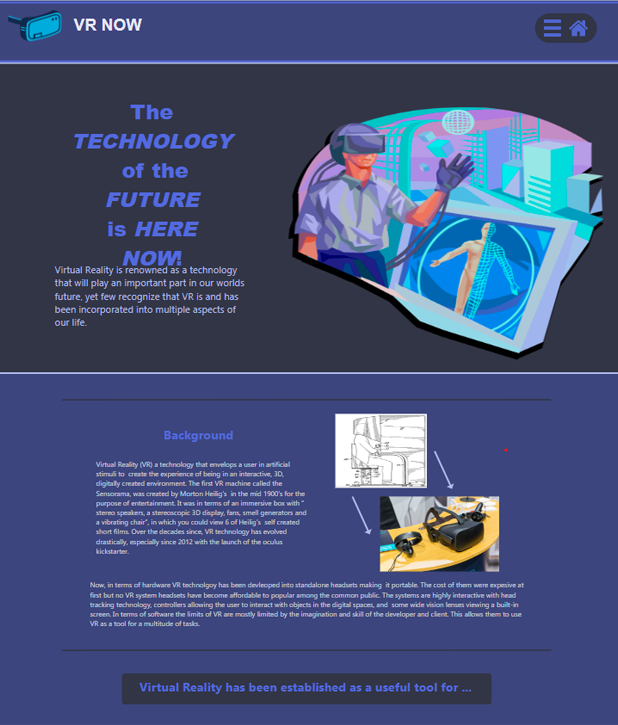 VR NOW
The
TECHNOLOGY
of the
FUTURE
is HERE
NOW!
Virtual Reality is renowned as a technology
that will play an important part in our worlds
future, yet few recognize that VR is and has
been incorporated into multiple aspects of
our life.
Background
Virtual Reality (VR) a technology that envelops a user in artificial
stimuli to create the experience of being in an interactive, 3D,
digitally created environment. The first VR machine called the
Sensorama, was created by Morton Heilig's in the mid 1900's for the
purpose of entertainment. It was in terms of an immersive box with "
stereo speakers, a stereoscopic 3D display, fans, smell generators and
a vibrating chair", in which you could view 6 of Heilig's self created
short films. Over the decades since, VR technology has evolved
drastically, especially since 2012 with the launch of the oculus
kickstarter.
Now, in terms of hardware VR technolgoy has been devleoped into standalone headsets making it portable. The cost of them were expesive at
first but no VR system headsets have become affordable to popular among the common public. The systems are highly interactive with head
tracking technology, controllers allowing the user to interact with objects in the digital spaces, and some wide vision lenses viewing a built-in
screen. In terms of software the limits of VR are mostly limited by the imagination and skill of the developer and client. This allows them to use
VR as a tool for a multitude of tasks.
Virtual Reality has been established as a useful tool for ...